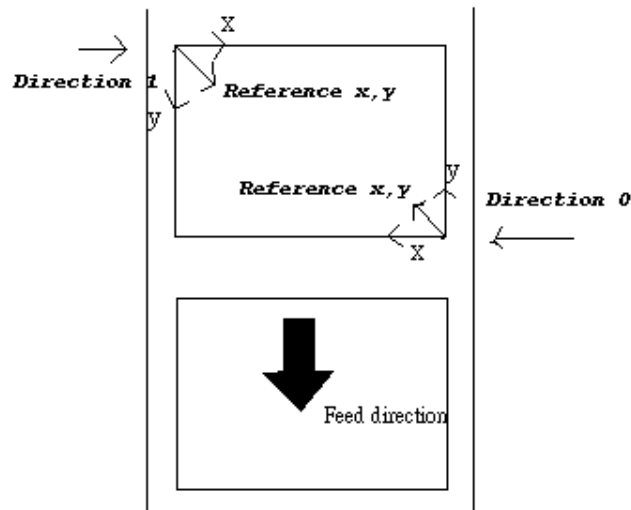 X
Direction 1
Reference x,y
y
y
Reference x,y
Direction 0
X
Feed direction